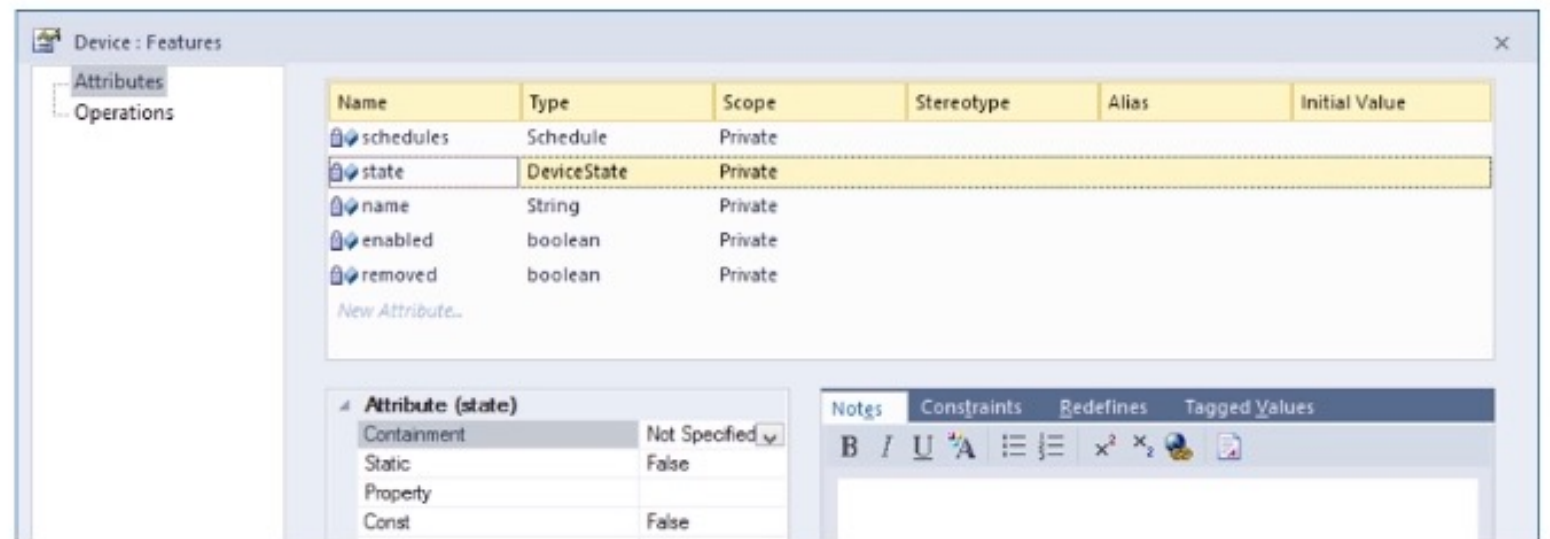 Device : Features
Attributes
Operations
Name Type Scope Stereotype Alias Initial Value
schedules Schedule Private
state DeviceState Private
name String Private
enabled boolean Private
removed boolean Private
New Attribute...
Attribute (state)
Containment Not Specified
Static False
Property
Const False
Notes Constraints Redefines Tagged Values
B I U A x² x₂